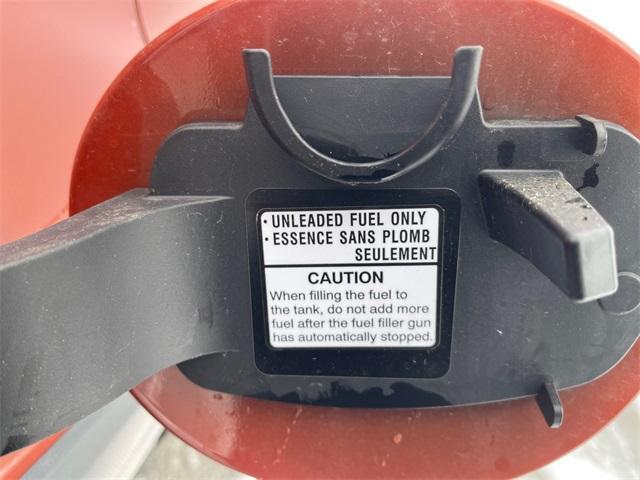 · UNLEADED FUEL ONLY
· ESSENCE SANS PLOMB
SEULEMENT
CAUTION
When filling the fuel to
the tank, do not add more
fuel after the fuel filler gun
has automatically stopped.